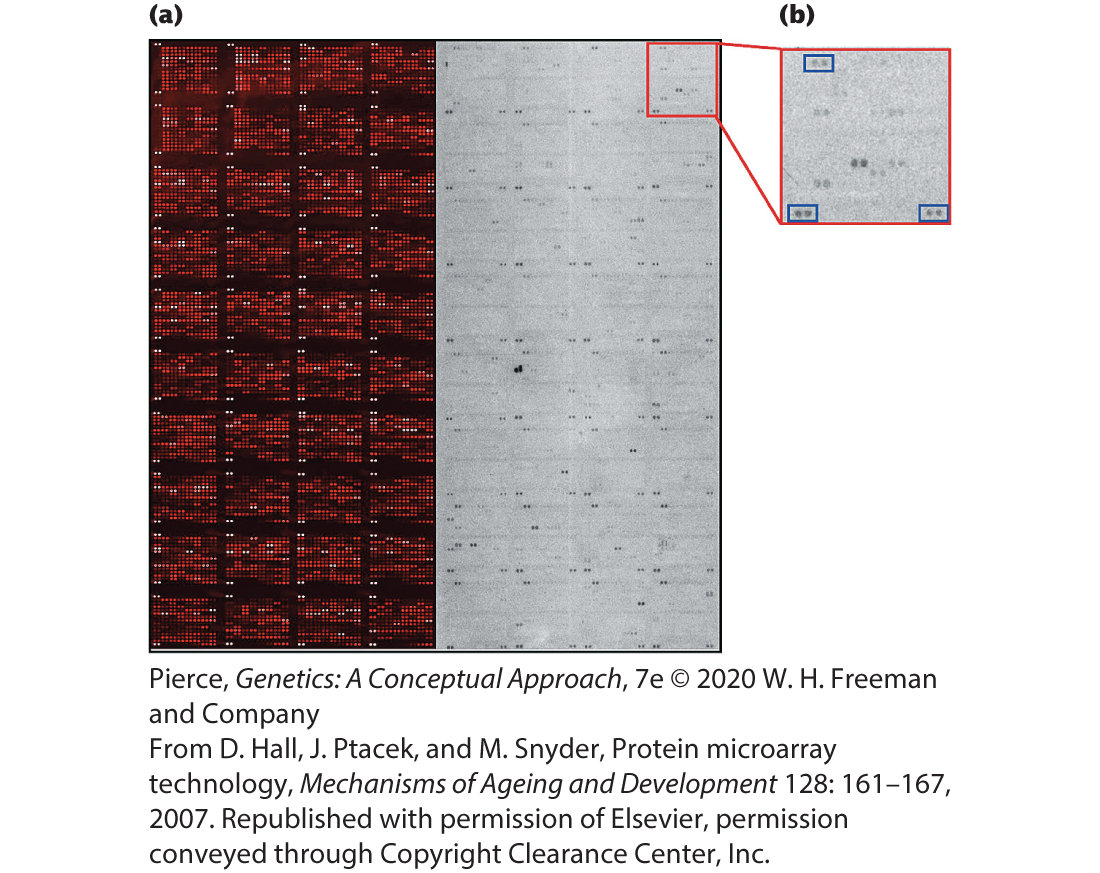 (a)
(b)
Pierce, Genetics: A Conceptual Approach, 7e © 2020 W. H. Freeman
and Company
From D. Hall, J. Ptacek, and M. Snyder, Protein microarray
technology, Mechanisms of Ageing and Development 128: 161–167,
2007. Republished with permission of Elsevier, permission
conveyed through Copyright Clearance Center, Inc.